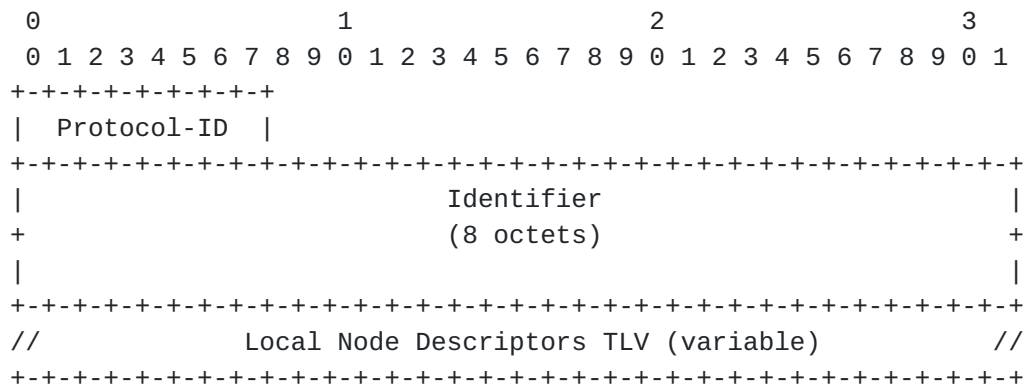 0                   1                   2                   3
 0 1 2 3 4 5 6 7 8 9 0 1 2 3 4 5 6 7 8 9 0 1 2 3 4 5 6 7 8 9 0 1
+-+-+-+-+-+-+-+-+
|  Protocol-ID  |
+-+-+-+-+-+-+-+-+-+-+-+-+-+-+-+-+-+-+-+-+-+-+-+-+-+-+-+-+-+-+-+-+
|                           Identifier                          |
+                           (8 octets)                          +
|                                                               |
+-+-+-+-+-+-+-+-+-+-+-+-+-+-+-+-+-+-+-+-+-+-+-+-+-+-+-+-+-+-+-+-+
//             Local Node Descriptors TLV (variable)           //
+-+-+-+-+-+-+-+-+-+-+-+-+-+-+-+-+-+-+-+-+-+-+-+-+-+-+-+-+-+-+-+-+